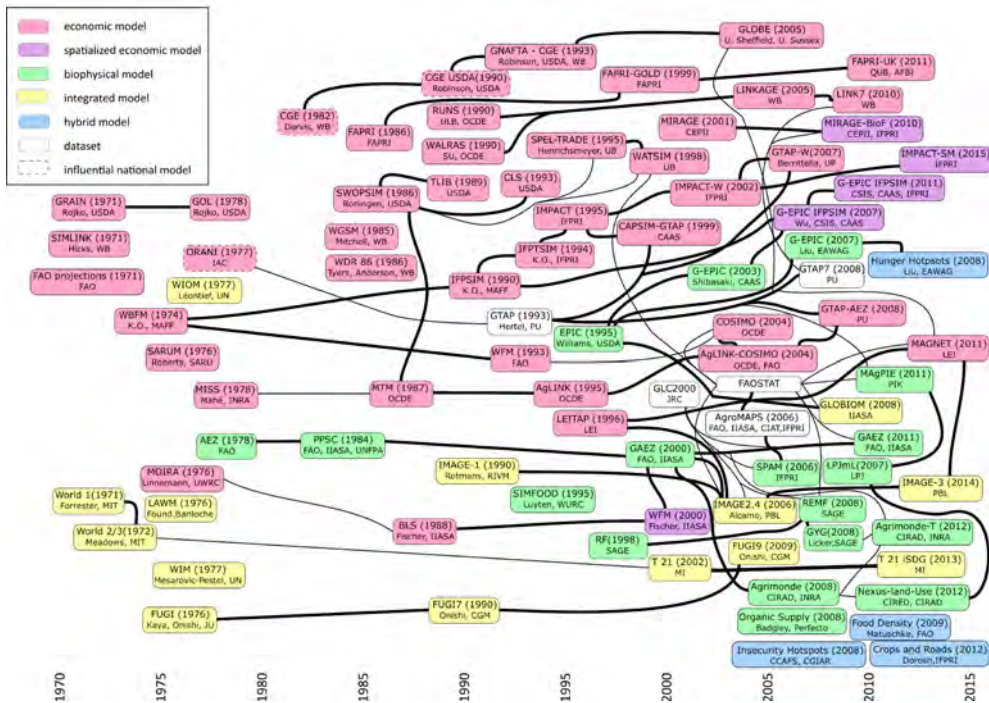 economic model
spatialized economic model
biophysical model
integrated model
hybrid model
dataset
influential national model
GLOBE (2005)
U. Sheffield, U. Sussex
GNAFTA - CGE (1993)
Robinson, USDA, WB
CGE USDA(1990)
Robinson, USDA
FAPRI-GOLD (1999)
FAPRI
FAPRI-UK (2011)
QUB, AFBI
CGE (1982)
Dervis, WB
RUNS (1990)
ULB, OCDE
LINKAGE (2005)
WB
LINK7 (2010)
WB
FAPRI (1986)
FAPRI
WALRAS (1990)
SU, OCDE
SPEL-TRADE (1995)
Henrichsmeyer, UB
MIRAGE (2001)
CEPII
MIRAGE-BioF (2010)
CEPII, IFPRI
WATSIM (1998)
UB
GTAP-W(2007)
Berrittella, UP
IMPACT-SM (2015)
IFPRI
TLIB (1989)
USDA
CLS (1993)
USDA
SWOPSIM (1986)
Roningen, USDA
IMPACT-W (2002)
IFPRI
G-EPIC IFPSIM (2011)
CSIS, CAAS, IFPRI
GRAIN (1971)
Rojko, USDA
GOL (1978)
Rojko, USDA
IMPACT (1995)
IFPRI
G-EPIC IFPSIM (2007)
Wu, CSIS, CAAS
WGSM (1985)
Mitchell, WB
CAPSIM-GTAP (1999)
CAAS
SIMLINK (1971)
Hicks, WB
ORANI (1977)
IAC
IFPTSIM (1994)
K.O., IFPRI
G-EPIC (2007)
Liu, EAWAG
WDR 86 (1986)
Tyers, Anderson, WB
Hunger Hotpsots (2008)
Liu, EAWAG
FAO projections (1971)
FAO
IFPSIM (1990)
K.O., MAFF
G-EPIC (2003)
Shibasaki, CAAS
GTAP7 (2008)
PU
WIOM (1977)
Léontief, UN
WBFM (1974)
K.O., MAFF
GTAP (1993)
Hertel, PU
GTAP-AEZ (2008)
PU
EPIC (1995)
Williams, USDA
COSIMO (2004)
OCDE
SARUM (1976)
Roberts, SARU
WFM (1993)
FAO
AgLINK-COSIMO (2004)
OCDE, FAO
MAGNET (2011)
LEI
MISS (1978)
Mahé, INRA
MTM (1987)
OCDE
AgLINK (1995)
OCDE
GLC2000
JRC
FAOSTAT
MAgPIE (2011)
PIK
LEITAP (1996)
LEI
AgroMAPS (2006)
FAO, IIASA, CIAT,IFPRI
GLOBIOM (2008)
IIASA
AEZ (1978)
FAO
PPSC (1984)
FAO, IIASA, UNFPA
GAEZ (2000)
FAO, IIASA
GAEZ (2011)
FAO, IIASA
MOIRA (1976)
Linnemann, UWRC
IMAGE-1 (1990)
Rotmans, RIVM
SPAM (2006)
IFPRI
LPJmL(2007)
LPJ
World 1(1971)
Forrester, MIT
LAWM (1976)
Found.Bariloche
SIMFOOD (1995)
Luyten, WURC
IMAGE2.4 (2006)
Alcamo, PBL
REMF (2008)
SAGE
IMAGE-3 (2014)
PBL
World 2/3(1972)
Meadows, MIT
BLS (1988)
Fischer, IIASA
WFM (2000)
Fischer, IIASA
GYG(2008)
Licker,SAGE
Agrimonde-T (2012)
CIRAD, INRA
RF(1998)
SAGE
FUGI9 (2009)
Onishi, CGM
WIM (1977)
Mesarovic-Pestel, UN
T 21 (2002)
MI
T 21 iSDG (2013)
MI
Agrimonde (2008)
CIRAD, INRA
Nexus-land-Use (2012)
CIRED, CIRAD
FUGI (1976)
Kaya, Onishi, JU
FUGI7 (1990)
Onishi, CGM
Organic Supply (2008)
Badgley, Perfecto
Food Density (2009)
Matuschke, FAO
Insecurity Hotspots (2008)
CCAFS, CGIAR
Crops and Roads (2012)
Dorosh,IFPRI
1970
1975
1980
1985
1990
1995
2000
2005
2010
2015